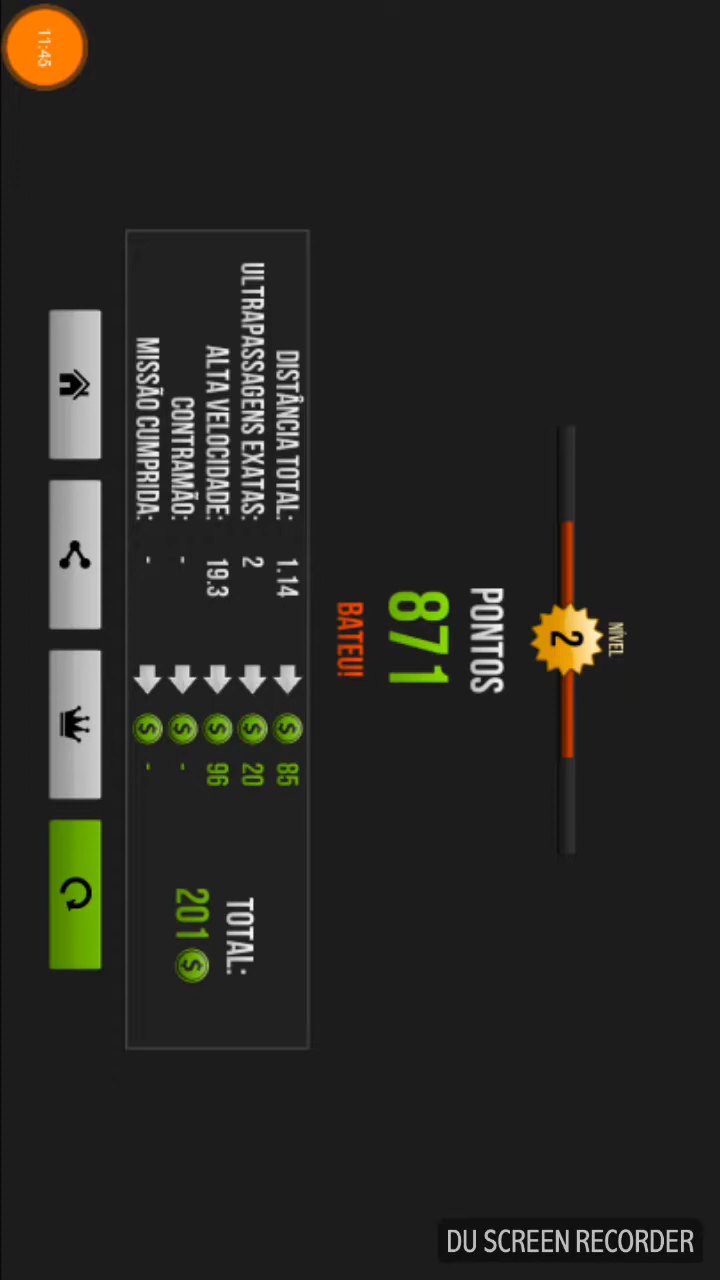 11:45
NÍVEL
2
PONTOS
871
BATEU!
DISTÂNCIA TOTAL: 1.14 $ 85
ULTRAPASSAGENS EXATAS: 2 $ 20
ALTA VELOCIDADE: 19.3 $ 96
CONTRAMÃO: - $ -
MISSÃO CUMPRIDA: - $ -
TOTAL:
201 $
DU SCREEN RECORDER